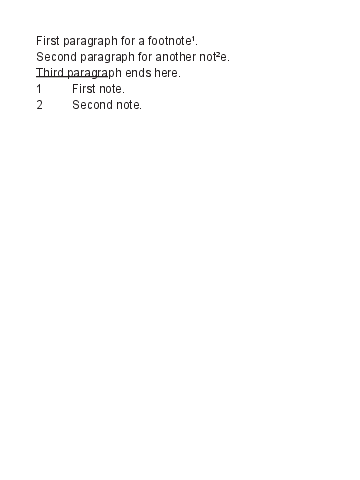 First paragraph for a footnote¹.
Second paragraph for another not²e.
Third paragraph ends here.
1 First note.
2 Second note.